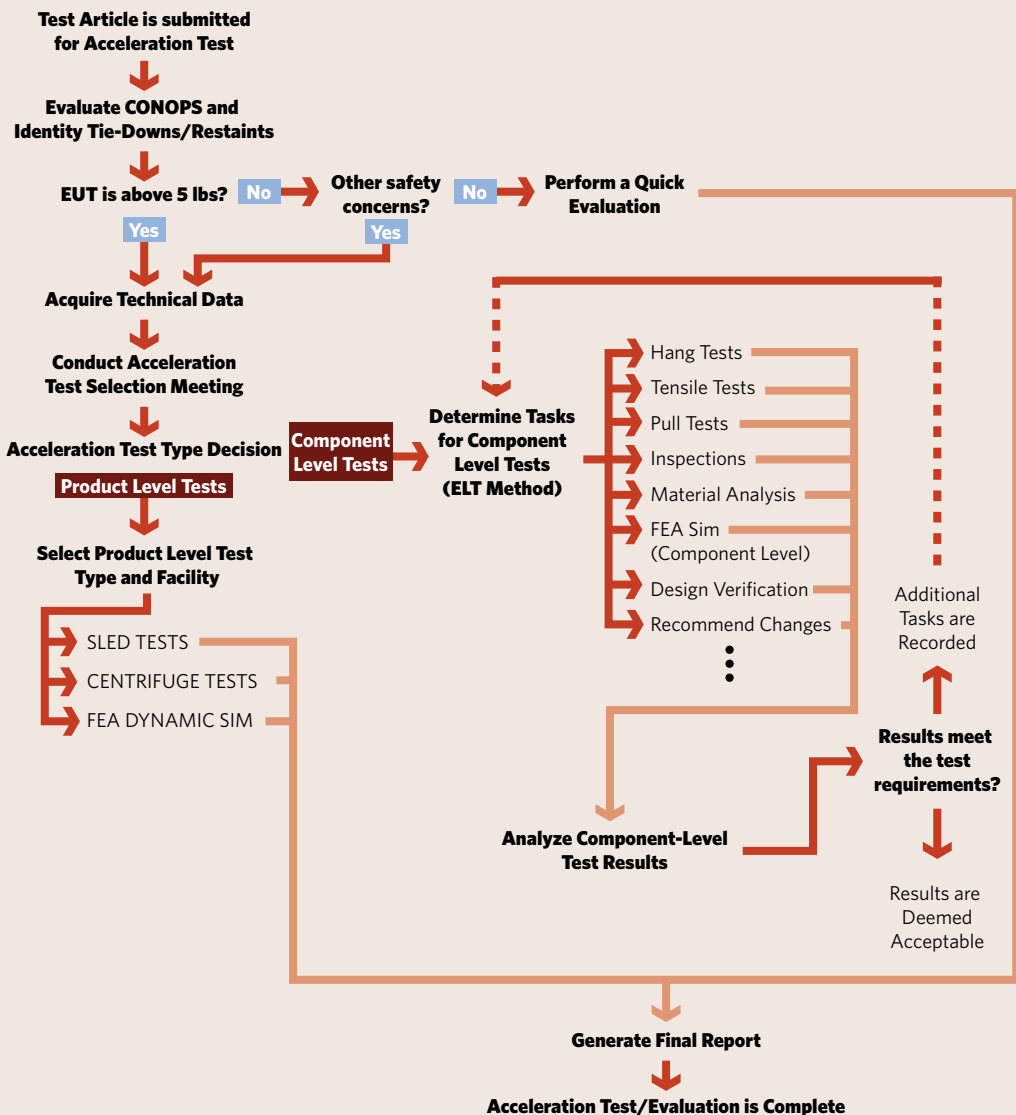 Test Article is submitted
for Acceleration Test
Evaluate CONOPS and
Identity Tie-Downs/Restaints
EUT is above 5 lbs?
No
Other safety
concerns?
No
Perform a Quick
Evaluation
Yes
Yes
Acquire Technical Data
Conduct Acceleration
Test Selection Meeting
Acceleration Test Type Decision
Component
Level Tests
Product Level Tests
Determine Tasks
for Component
Level Tests
(ELT Method)
Hang Tests
Tensile Tests
Pull Tests
Inspections
Material Analysis
FEA Sim
(Component Level)
Design Verification
Recommend Changes
Select Product Level Test
Type and Facility
SLED TESTS
CENTRIFUGE TESTS
FEA DYNAMIC SIM
Additional
Tasks are
Recorded
Results meet
the test
requirements?
Analyze Component-Level
Test Results
Results are
Deemed
Acceptable
Generate Final Report
Acceleration Test/Evaluation is Complete